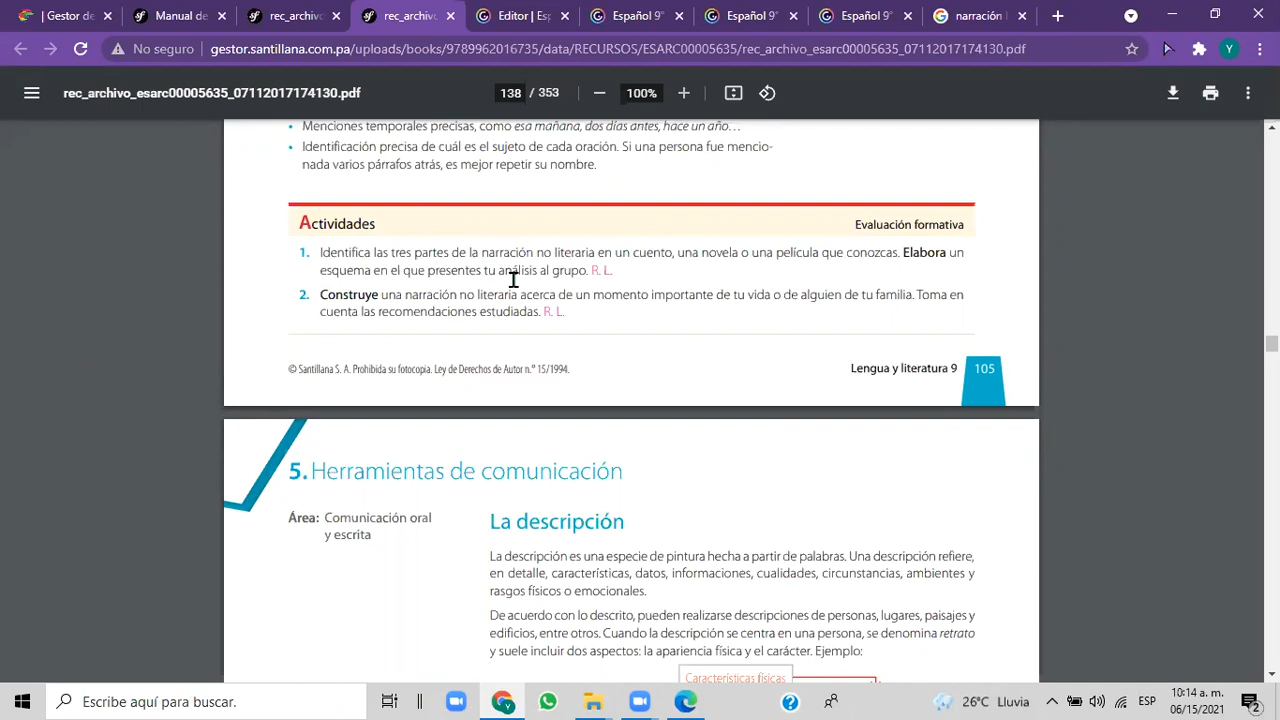 rec_archiv
Manual de
rec_archiv
rec_archiv
Editor | Esp
Español 9°
Español 9°
Español 9°
narración l
No seguro
gestor.santillana.com.pa/uploads/books/9789962016735/data/RECURSOS/ESARC00005635/rec_archivo_esarc00005635_07112017174130.pdf
Y
rec_archivo_esarc00005635_07112017174130.pdf
138 / 353
100%
• Menciones temporales precisas, como esa mañana, dos días antes, hace un año…
• Identificación precisa de cuál es el sujeto de cada oración. Si una persona fue mencio-
nada varios párrafos atrás, es mejor repetir su nombre.
Actividades
Evaluación formativa
1. Identifica las tres partes de la narración no literaria en un cuento, una novela o una película que conozcas. Elabora un
esquema en el que presentes tu análisis al grupo. R. L.
2. Construye una narración no literaria acerca de un momento importante de tu vida o de alguien de tu familia. Toma en
cuenta las recomendaciones estudiadas. R. L.
© Santillana S. A. Prohibida su fotocopia. Ley de Derechos de Autor n.° 15/1994.
Lengua y literatura 9
105
5. Herramientas de comunicación
Área: Comunicación oral
y escrita
La descripción
La descripción es una especie de pintura hecha a partir de palabras. Una descripción refiere,
en detalle, características, datos, informaciones, cualidades, circunstancias, ambientes y
rasgos físicos o emocionales.
De acuerdo con lo descrito, pueden realizarse descripciones de personas, lugares, paisajes y
edificios, entre otros. Cuando la descripción se centra en una persona, se denomina retrato
y suele incluir dos aspectos: la apariencia física y el carácter. Ejemplo:
Características físicas
Escribe aquí para buscar.
26°C Lluvia
ESP
10:14 a. m.
06/15/2021
2